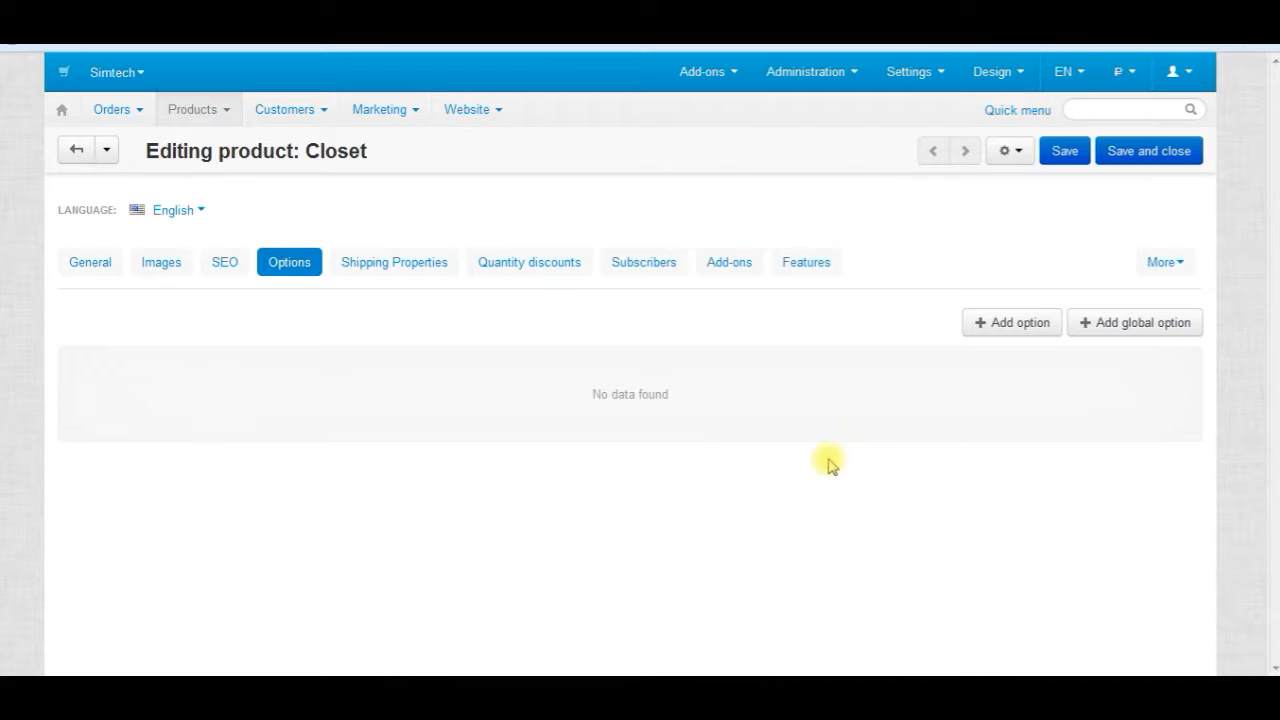 Simtech Add-ons Administration Settings Design EN ₽
Orders Products Customers Marketing Website Quick menu
Editing product: Closet Save Save and close
LANGUAGE: English
General Images SEO Options Shipping Properties Quantity discounts Subscribers Add-ons Features More
Add option Add global option
No data found